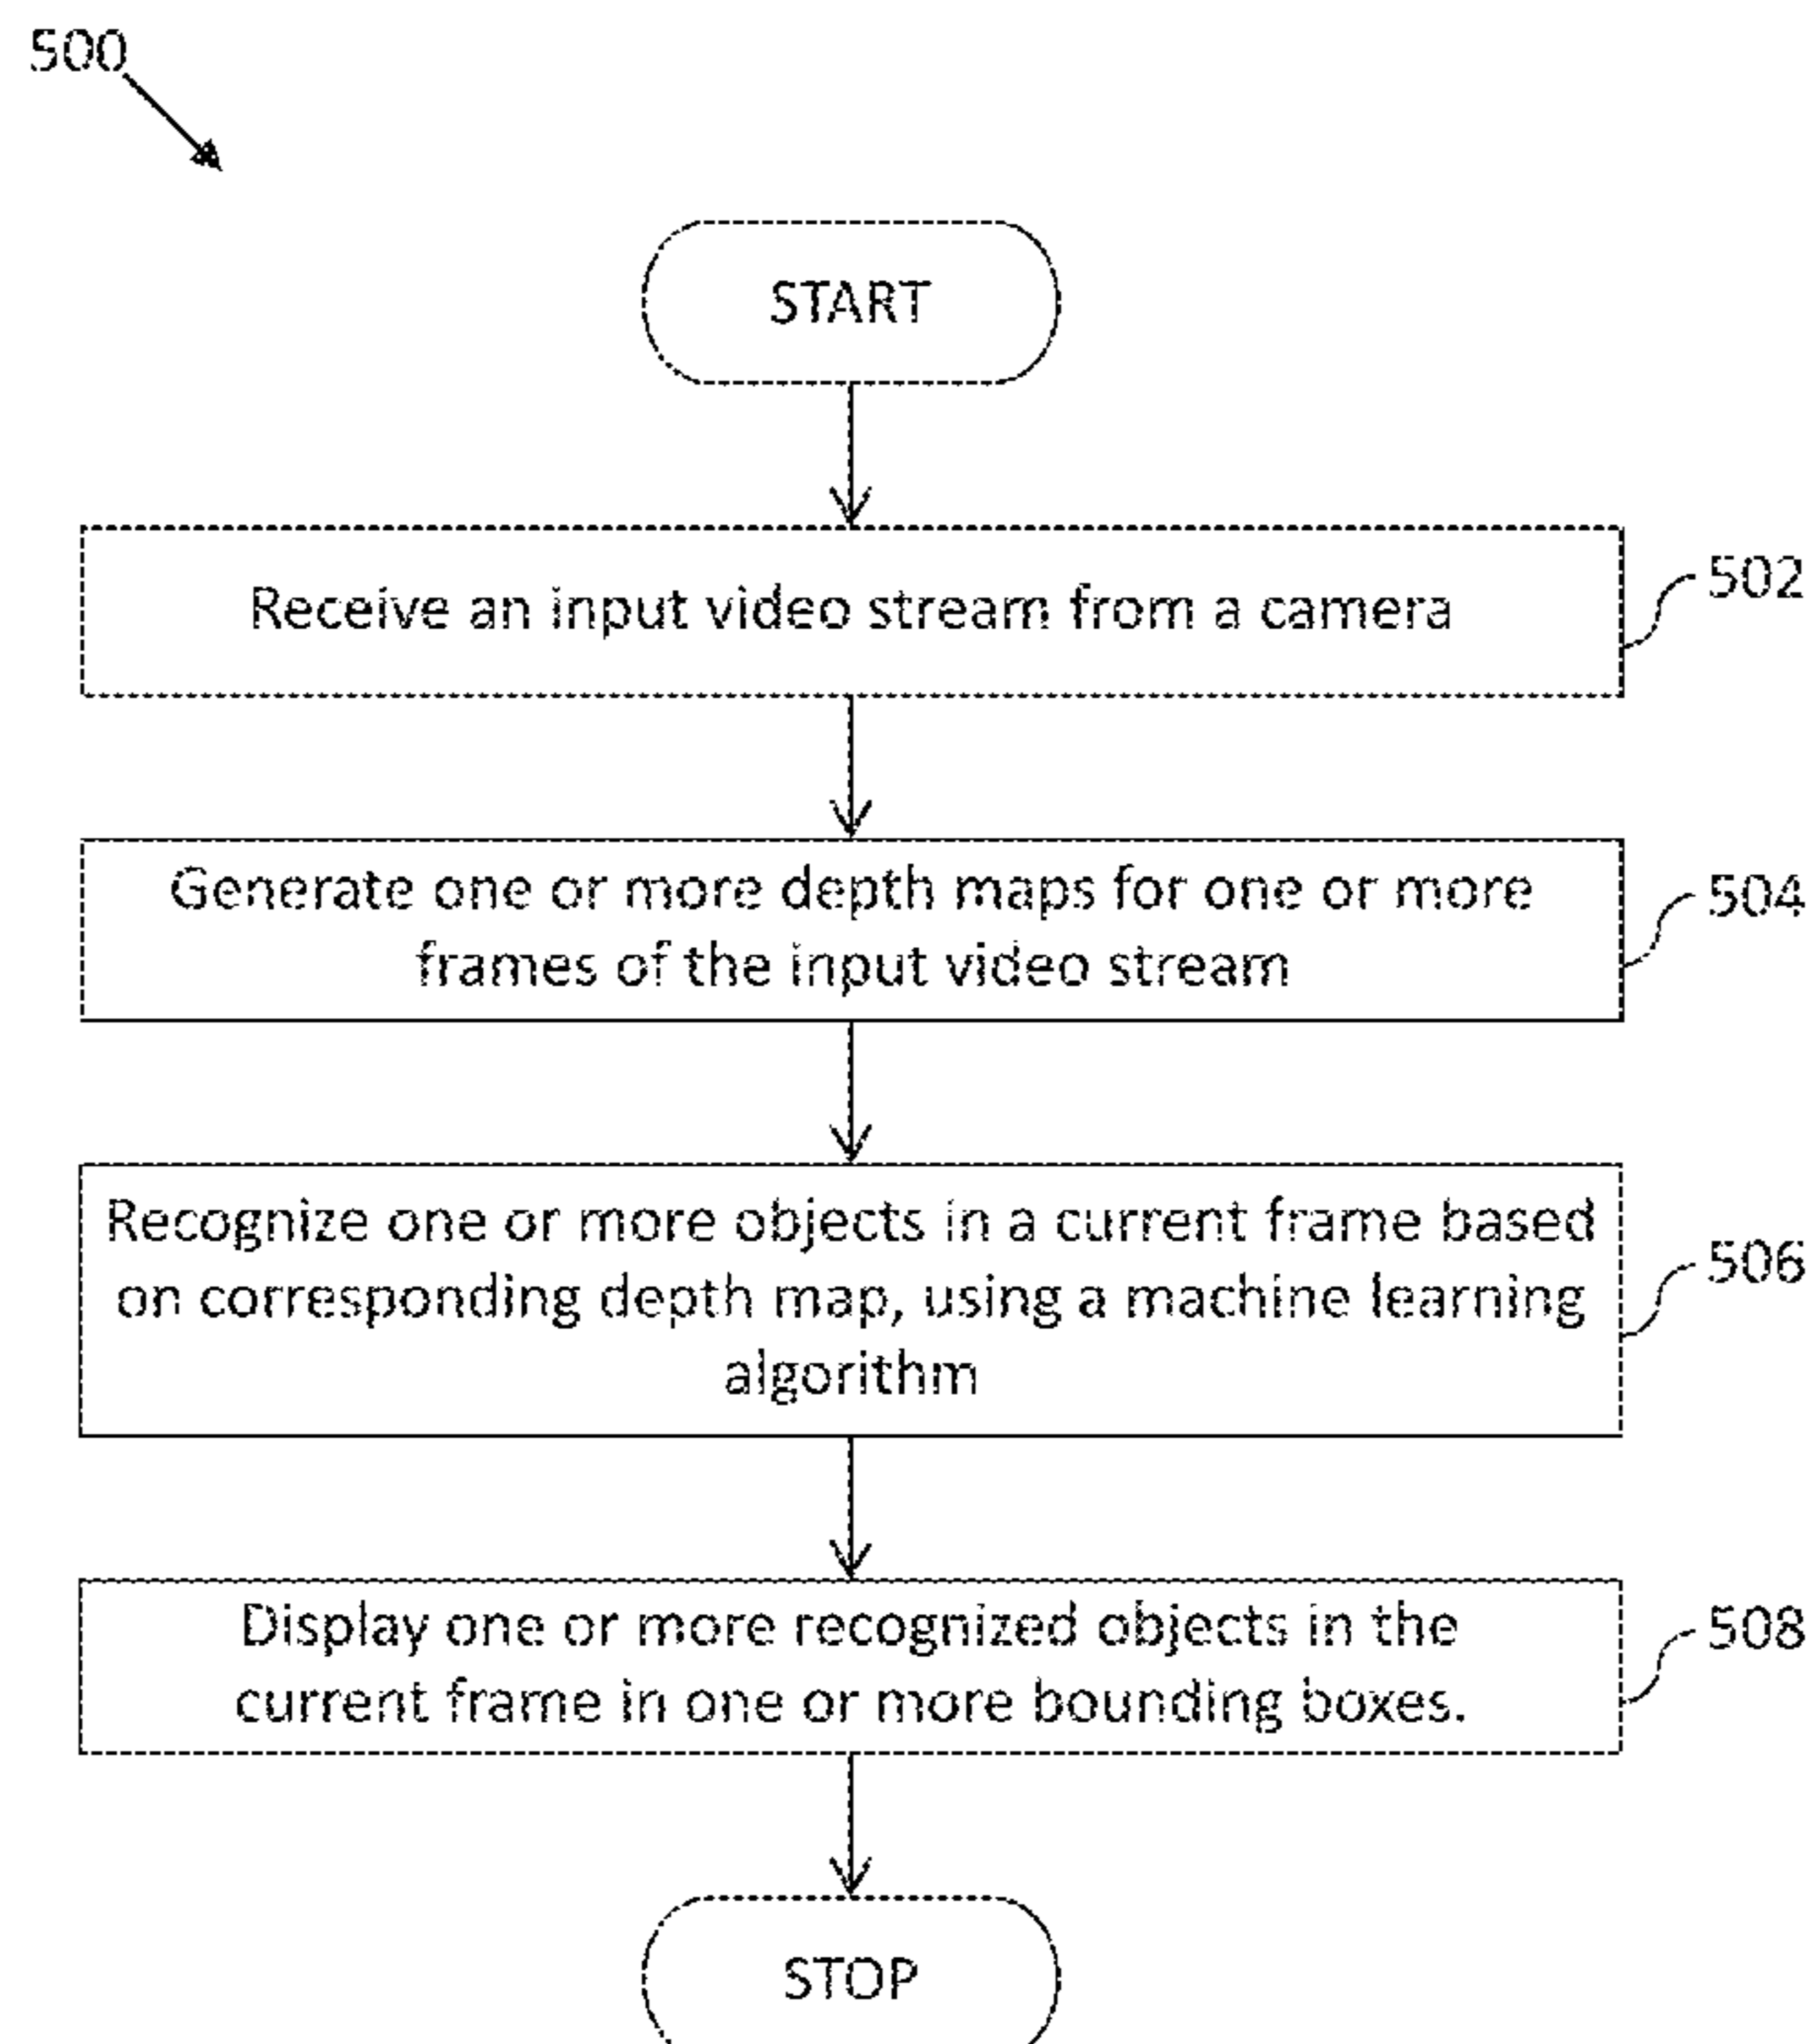 500
START
Receive an input video stream from a camera
502
Generate one or more depth maps for one or more
frames of the input video stream
504
Recognize one or more objects in a current frame based
on corresponding depth map, using a machine learning
algorithm
506
Display one or more recognized objects in the
current frame in one or more bounding boxes.
508
STOP